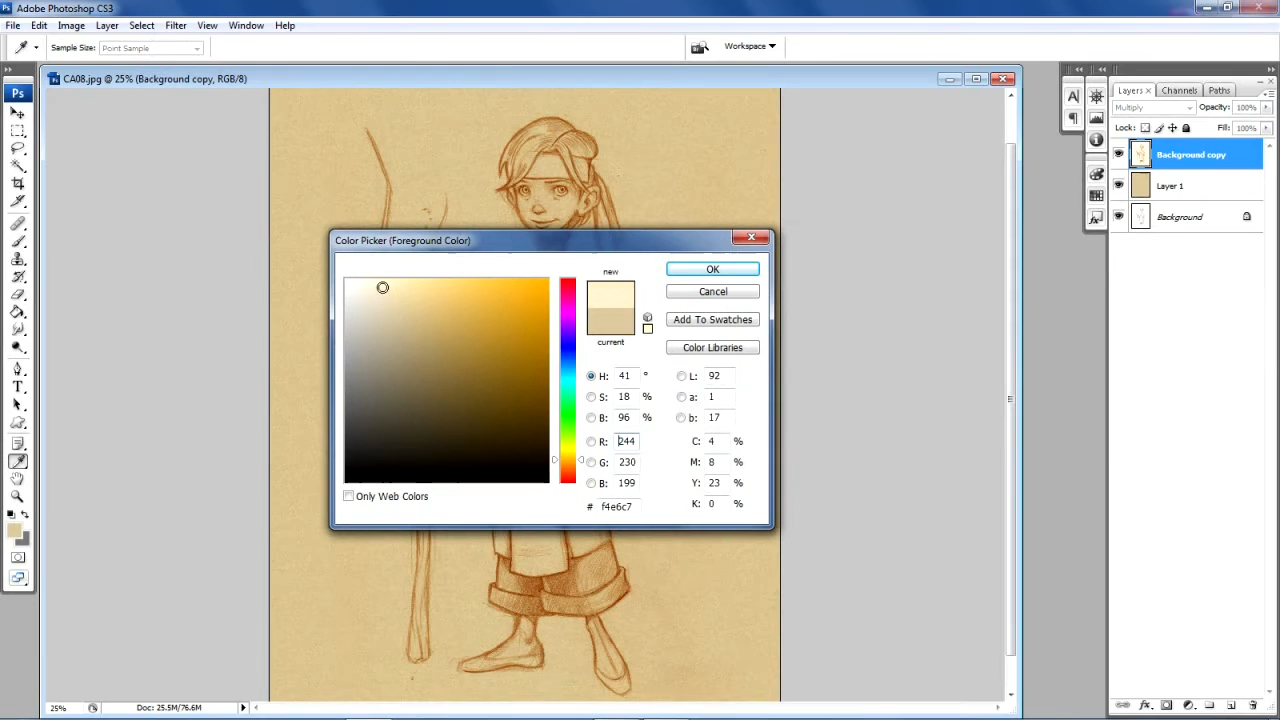 Adobe Photoshop CS3
File Edit Image Layer Select Filter View Window Help
Sample Size: Point Sample
Workspace
CA08.jpg @ 25% (Background copy, RGB/8)
Ps
Layers Channels Paths
Multiply Opacity: 100%
Lock: Fill: 100%
Background copy
Layer 1
Background
Color Picker (Foreground Color)
new
current
OK
Cancel
Add To Swatches
Color Libraries
H: 41 °
S: 18 %
B: 96 %
R: 244
G: 230
B: 199
# f4e6c7
L: 92
a: 1
b: 17
C: 4 %
M: 8 %
Y: 23 %
K: 0 %
Only Web Colors
25% Doc: 25.5M/76.6M